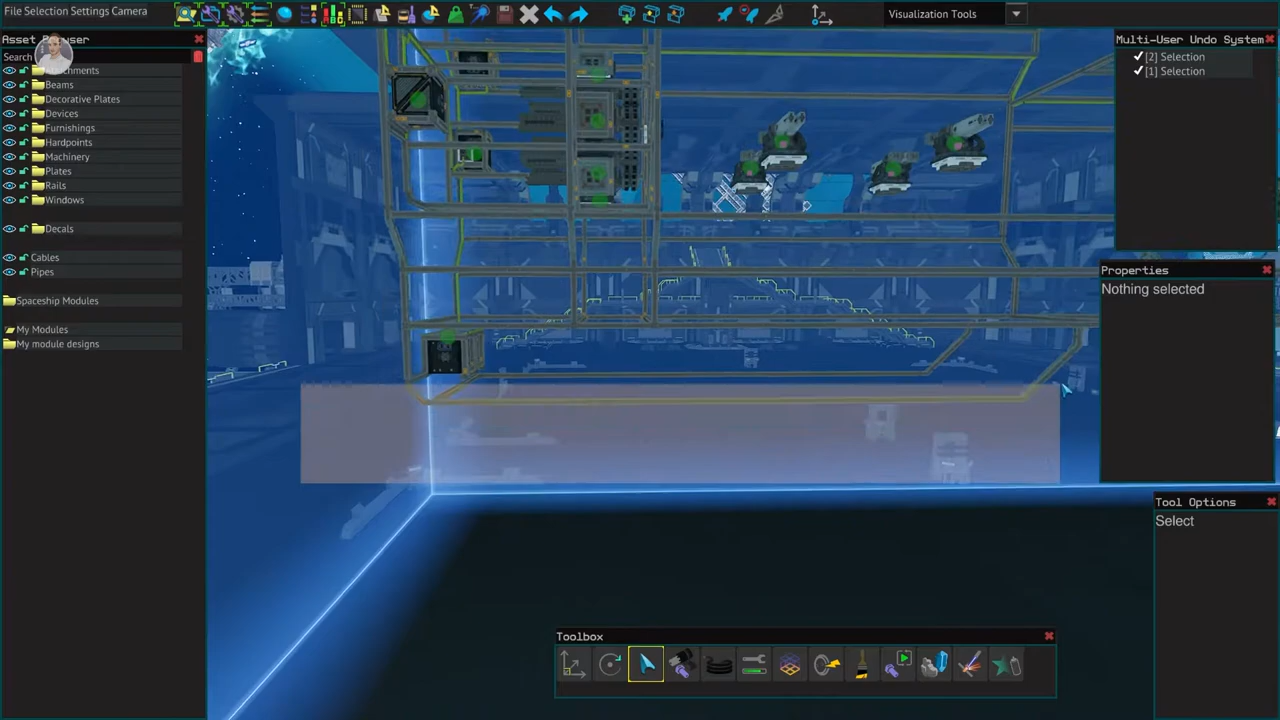 File Selection Settings Camera
Visualization Tools
Asset
Search
Beams
Decorative Plates
Devices
Furnishings
Hardpoints
Machinery
Plates
Rails
Windows
Decals
Cables
Pipes
Spaceship Modules
My Modules
My module designs
Multi-User Undo System
[2] Selection
[1] Selection
Properties
Nothing selected
Tool Options
Select
Toolbox